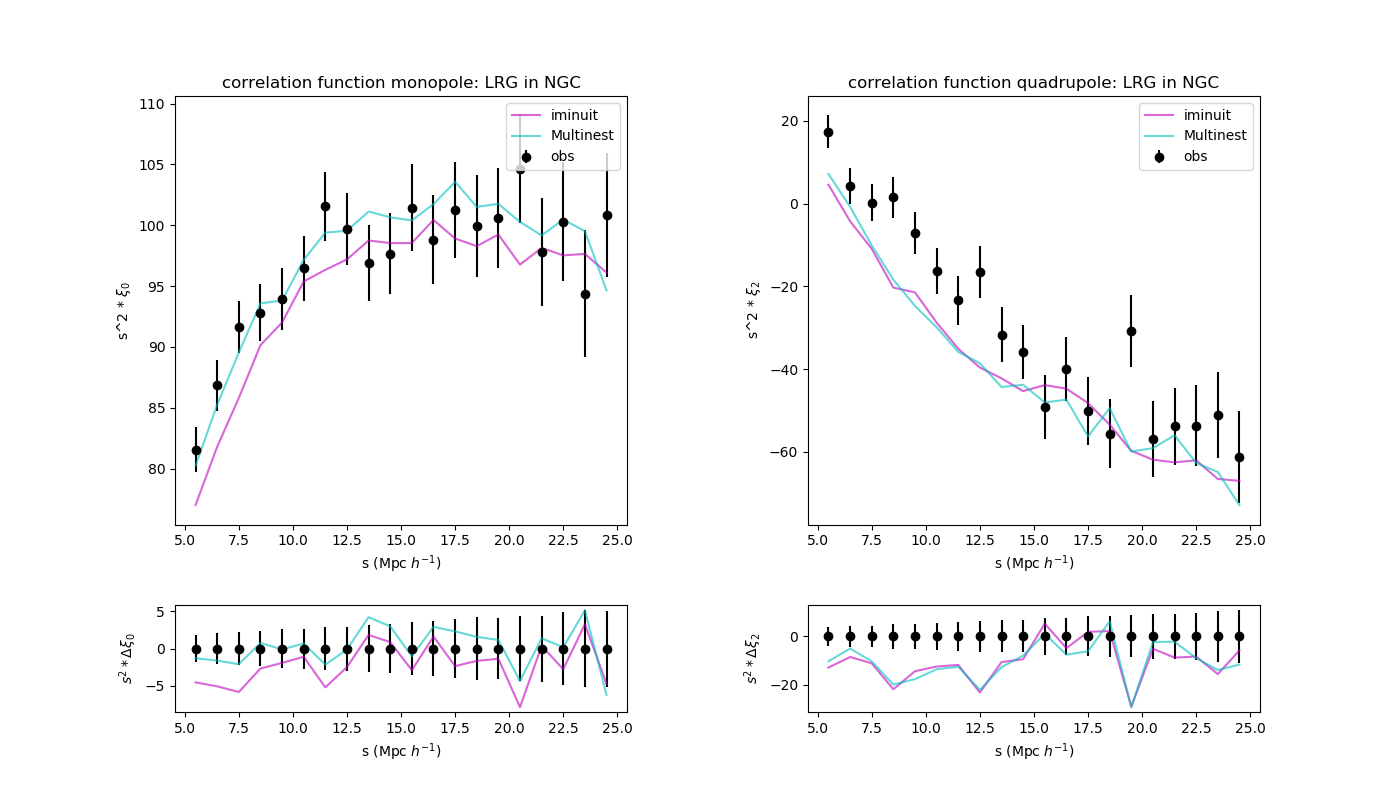 correlation function monopole: LRG in NGC
110
105
100
95
90
85
80
s^2 * ξ₀
iminuit
Multinest
obs
5.0 7.5 10.0 12.5 15.0 17.5 20.0 22.5 25.0
s (Mpc h⁻¹)
correlation function quadrupole: LRG in NGC
20
0
−20
−40
−60
s^2 * ξ₂
iminuit
Multinest
obs
5.0 7.5 10.0 12.5 15.0 17.5 20.0 22.5 25.0
s (Mpc h⁻¹)
5
0
−5
s² * Δξ₀
5.0 7.5 10.0 12.5 15.0 17.5 20.0 22.5 25.0
s (Mpc h⁻¹)
0
−20
s² * Δξ₂
5.0 7.5 10.0 12.5 15.0 17.5 20.0 22.5 25.0
s (Mpc h⁻¹)